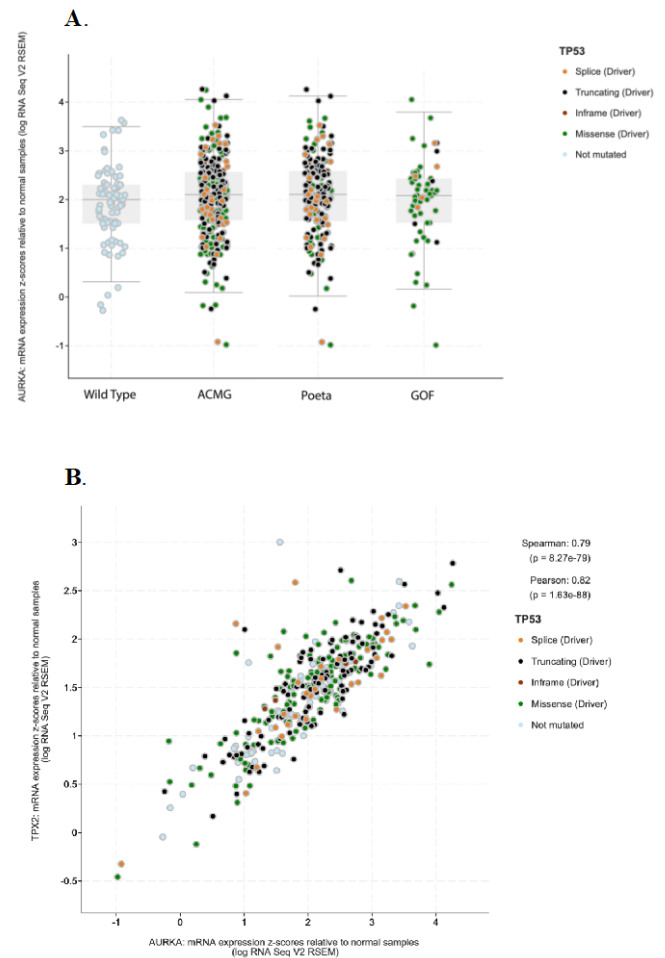 A.
AURKA: mRNA expression z-scores relative to normal samples (log RNA Seq V2 RSEM)
4
3
2
1
0
-1
Wild Type ACMG Poeta GOF
TP53
Splice (Driver)
Truncating (Driver)
Inframe (Driver)
Missense (Driver)
Not mutated
B.
TPX2: mRNA expression z-scores relative to normal samples
(log RNA Seq V2 RSEM)
3
2.5
2
1.5
1
0.5
0
-0.5
-1 0 1 2 3 4
AURKA: mRNA expression z-scores relative to normal samples
(log RNA Seq V2 RSEM)
Spearman: 0.79
(p = 8.27e-79)
Pearson: 0.82
(p = 1.63e-88)
TP53
Splice (Driver)
Truncating (Driver)
Inframe (Driver)
Missense (Driver)
Not mutated